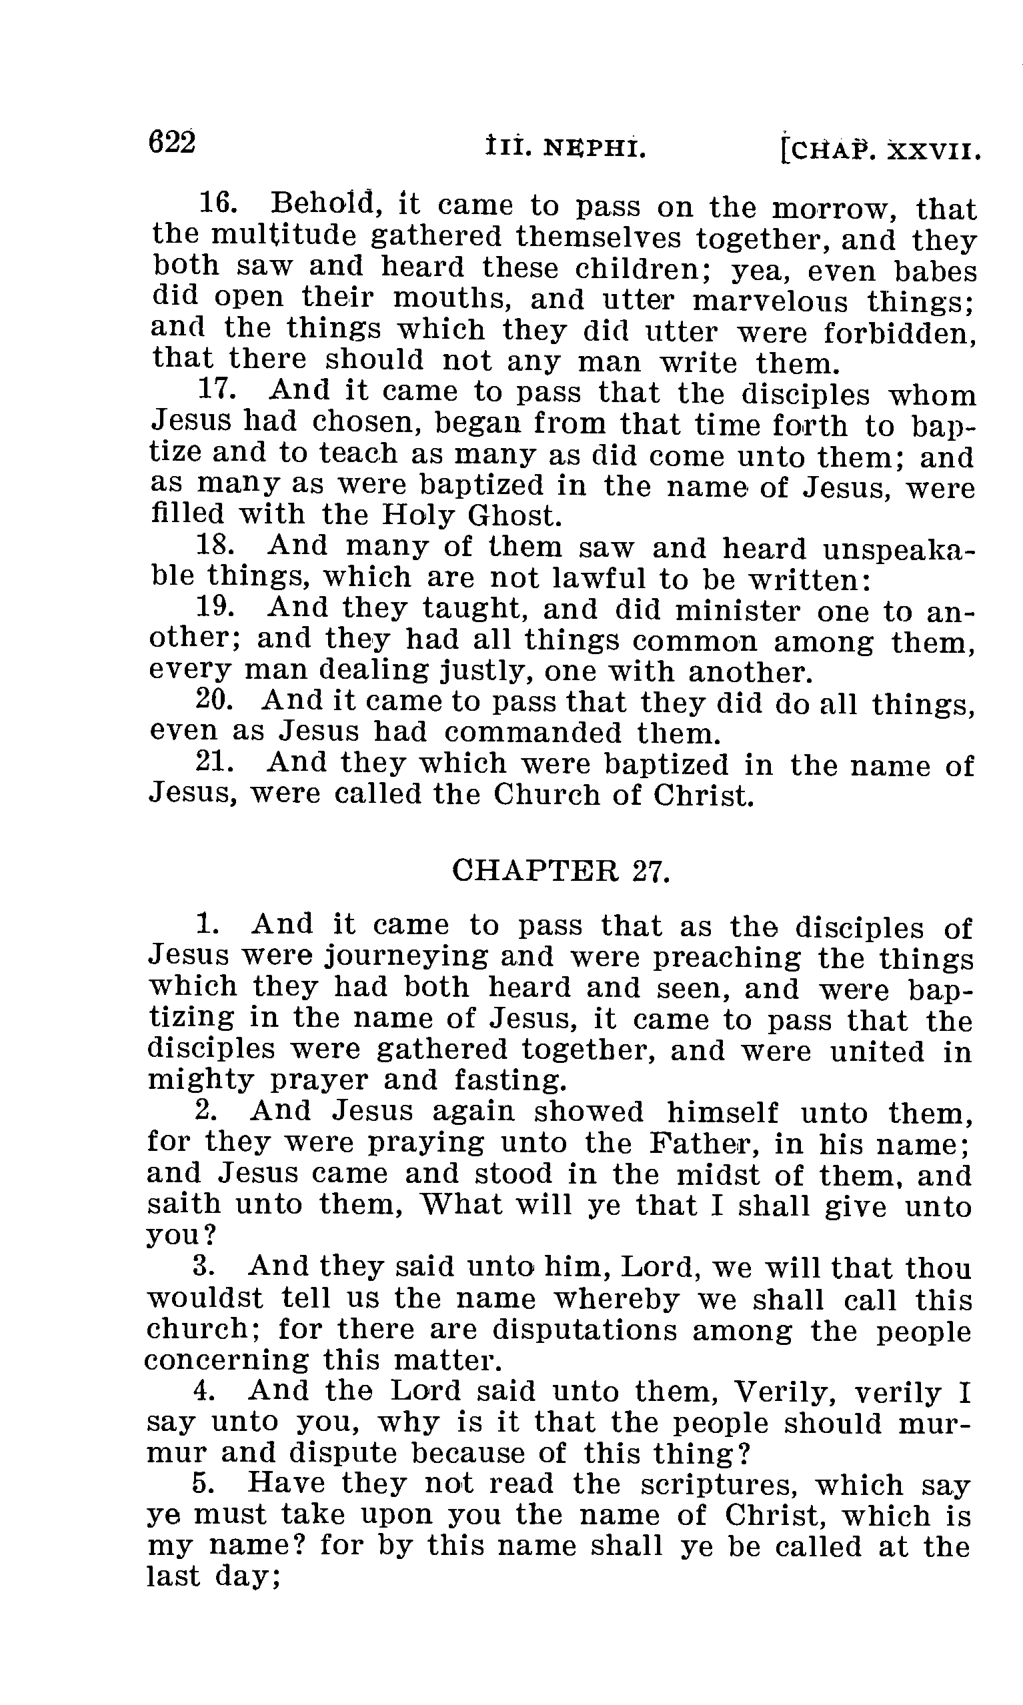 622 III. NEPHI. [CHAP. XXVII.
16. Behold, it came to pass on the morrow, that
the multitude gathered themselves together, and they
both saw and heard these children; yea, even babes
did open their mouths, and utter marvelous things;
and the things which they did utter were forbidden,
that there should not any man write them.
17. And it came to pass that the disciples whom
Jesus had chosen, began from that time forth to bap-
tize and to teach as many as did come unto them; and
as many as were baptized in the name of Jesus, were
filled with the Holy Ghost.
18. And many of them saw and heard unspeaka-
ble things, which are not lawful to be written:
19. And they taught, and did minister one to an-
other; and they had all things common among them,
every man dealing justly, one with another.
20. And it came to pass that they did do all things,
even as Jesus had commanded them.
21. And they which were baptized in the name of
Jesus, were called the Church of Christ.
CHAPTER 27.
1. And it came to pass that as the disciples of
Jesus were journeying and were preaching the things
which they had both heard and seen, and were bap-
tizing in the name of Jesus, it came to pass that the
disciples were gathered together, and were united in
mighty prayer and fasting.
2. And Jesus again showed himself unto them,
for they were praying unto the Father, in his name;
and Jesus came and stood in the midst of them, and
saith unto them, What will ye that I shall give unto
you?
3. And they said unto him, Lord, we will that thou
wouldst tell us the name whereby we shall call this
church; for there are disputations among the people
concerning this matter.
4. And the Lord said unto them, Verily, verily I
say unto you, why is it that the people should mur-
mur and dispute because of this thing?
5. Have they not read the scriptures, which say
ye must take upon you the name of Christ, which is
my name? for by this name shall ye be called at the
last day;